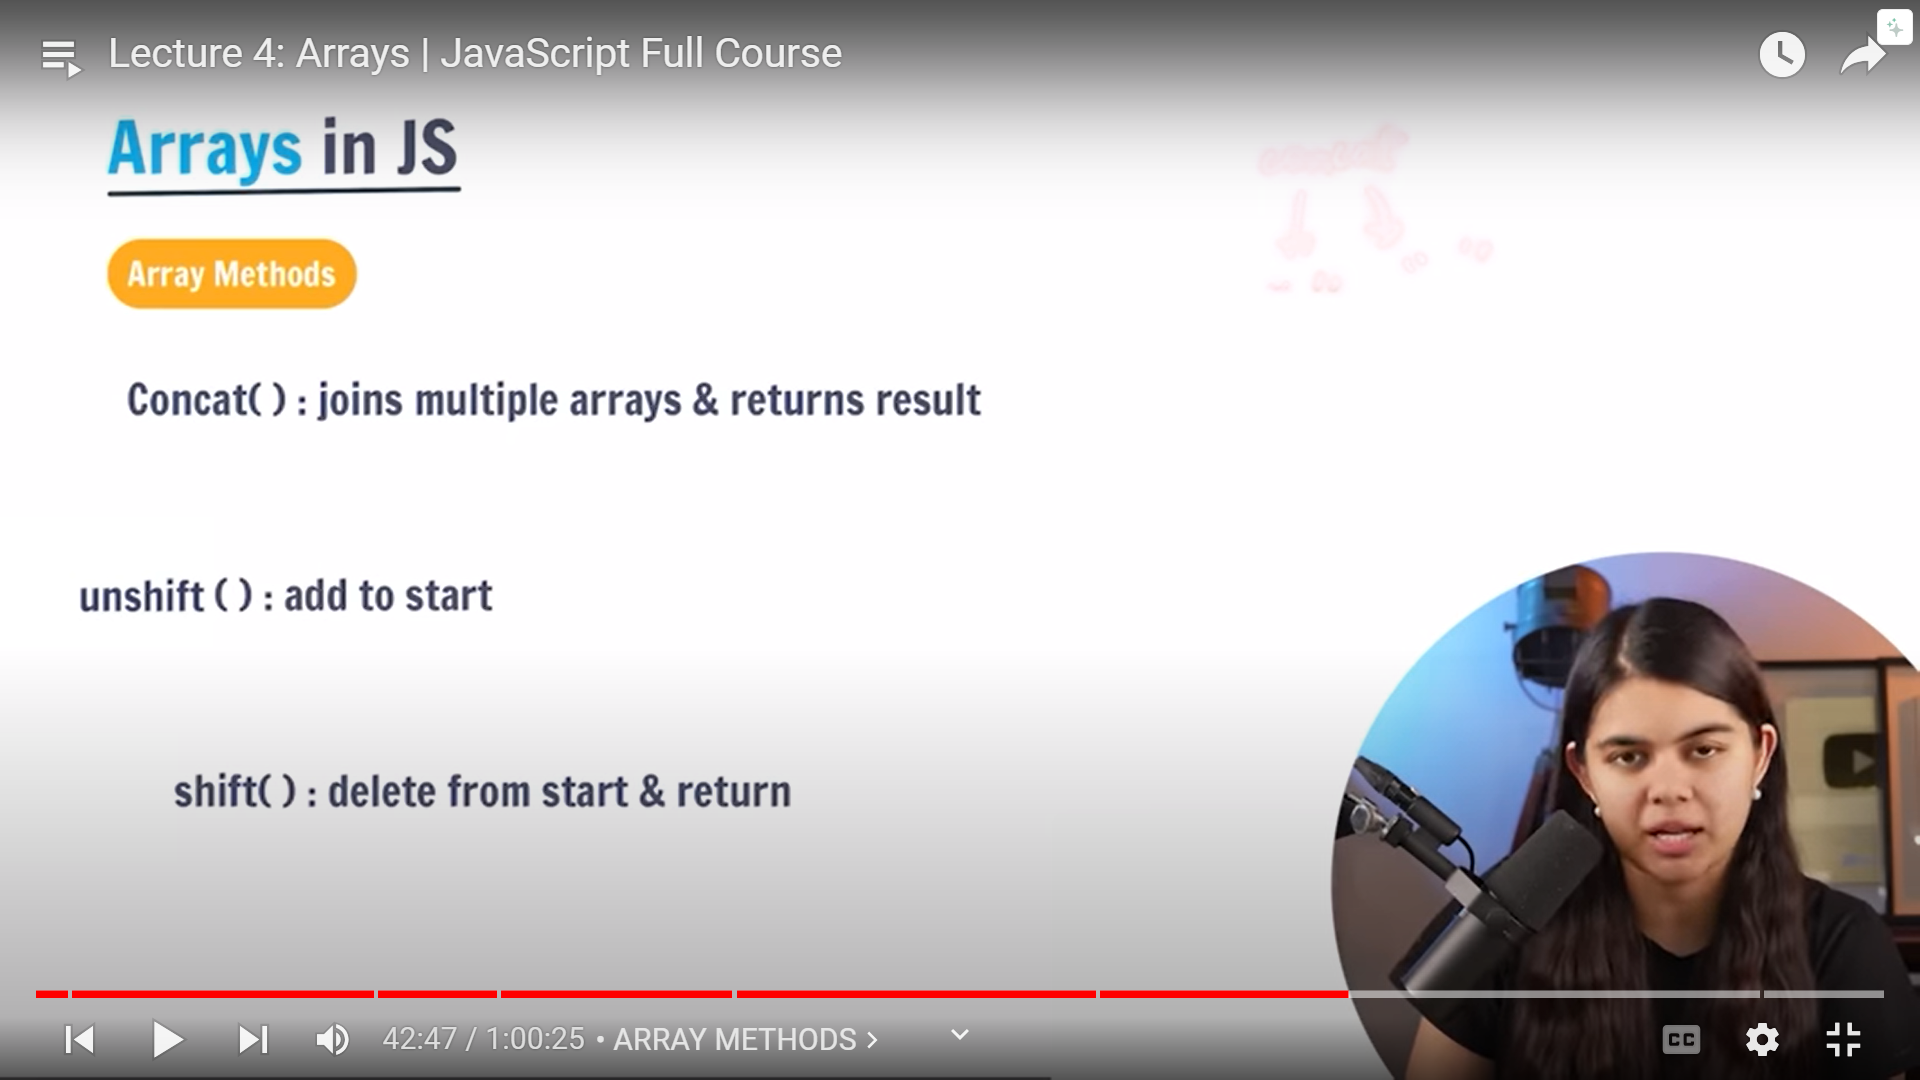 Lecture 4: Arrays | JavaScript Full Course
Arrays in JS
Array Methods
Concat( ) : joins multiple arrays & returns result
unshift ( ) : add to start
shift( ) : delete from start & return
42:47 / 1:00:25 • ARRAY METHODS >
CC